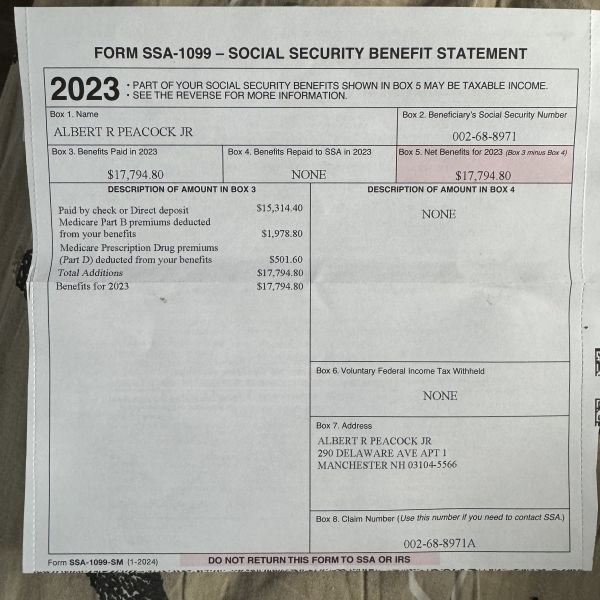 FORM SSA-1099 – SOCIAL SECURITY BENEFIT STATEMENT
2023
• PART OF YOUR SOCIAL SECURITY BENEFITS SHOWN IN BOX 5 MAY BE TAXABLE INCOME.
• SEE THE REVERSE FOR MORE INFORMATION.
Box 1. Name
ALBERT R PEACOCK JR
Box 2. Beneficiary's Social Security Number
002-68-8971
Box 3. Benefits Paid in 2023
$17,794.80
Box 4. Benefits Repaid to SSA in 2023
NONE
Box 5. Net Benefits for 2023 (Box 3 minus Box 4)
$17,794.80
DESCRIPTION OF AMOUNT IN BOX 3
Paid by check or Direct deposit $15,314.40
Medicare Part B premiums deducted
from your benefits $1,978.80
Medicare Prescription Drug premiums
(Part D) deducted from your benefits $501.60
Total Additions $17,794.80
Benefits for 2023 $17,794.80
DESCRIPTION OF AMOUNT IN BOX 4
NONE
Box 6. Voluntary Federal Income Tax Withheld
NONE
Box 7. Address
ALBERT R PEACOCK JR
290 DELAWARE AVE APT 1
MANCHESTER NH 03104-5566
Box 8. Claim Number (Use this number if you need to contact SSA.)
002-68-8971A
Form SSA-1099-SM (1-2024)
DO NOT RETURN THIS FORM TO SSA OR IRS